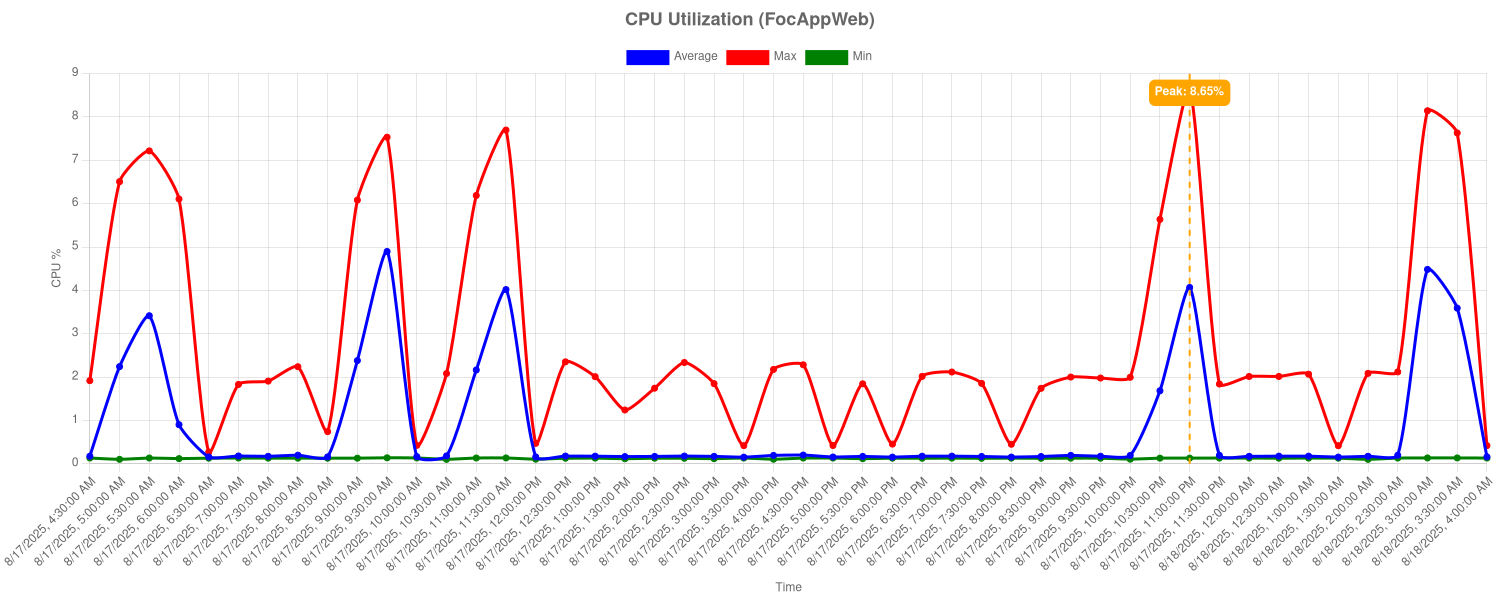 CPU Utilization (FocAppWeb)
Average
Max
Min
Peak: 8.65%
9
8
7
6
5
4
3
2
1
0
CPU %
8/17/2025, 4:30:00 AM
8/17/2025, 5:00:00 AM
8/17/2025, 5:30:00 AM
8/17/2025, 6:00:00 AM
8/17/2025, 6:30:00 AM
8/17/2025, 7:00:00 AM
8/17/2025, 7:30:00 AM
8/17/2025, 8:00:00 AM
8/17/2025, 8:30:00 AM
8/17/2025, 9:00:00 AM
8/17/2025, 9:30:00 AM
8/17/2025, 10:00:00 AM
8/17/2025, 10:30:00 AM
8/17/2025, 11:00:00 AM
8/17/2025, 11:30:00 AM
8/17/2025, 12:00:00 PM
8/17/2025, 12:30:00 PM
8/17/2025, 1:00:00 PM
8/17/2025, 1:30:00 PM
8/17/2025, 2:00:00 PM
8/17/2025, 2:30:00 PM
8/17/2025, 3:00:00 PM
8/17/2025, 3:30:00 PM
8/17/2025, 4:00:00 PM
8/17/2025, 4:30:00 PM
8/17/2025, 5:00:00 PM
8/17/2025, 5:30:00 PM
8/17/2025, 6:00:00 PM
8/17/2025, 6:30:00 PM
8/17/2025, 7:00:00 PM
8/17/2025, 7:30:00 PM
8/17/2025, 8:00:00 PM
8/17/2025, 8:30:00 PM
8/17/2025, 9:00:00 PM
8/17/2025, 9:30:00 PM
8/17/2025, 10:00:00 PM
8/17/2025, 10:30:00 PM
8/17/2025, 11:00:00 PM
8/17/2025, 11:30:00 PM
8/18/2025, 12:00:00 AM
8/18/2025, 12:30:00 AM
8/18/2025, 1:00:00 AM
8/18/2025, 1:30:00 AM
8/18/2025, 2:00:00 AM
8/18/2025, 2:30:00 AM
8/18/2025, 3:00:00 AM
8/18/2025, 3:30:00 AM
8/18/2025, 4:00:00 AM
Time